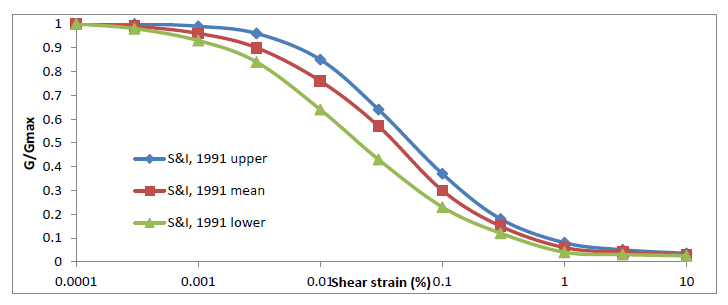 1
0.9
0.8
0.7
0.6
0.5
0.4
0.3
0.2
0.1
0
G/Gmax
S&I, 1991 upper
S&I, 1991 mean
S&I, 1991 lower
0.0001 0.001 0.01 Shear strain (%) 0.1 1 10